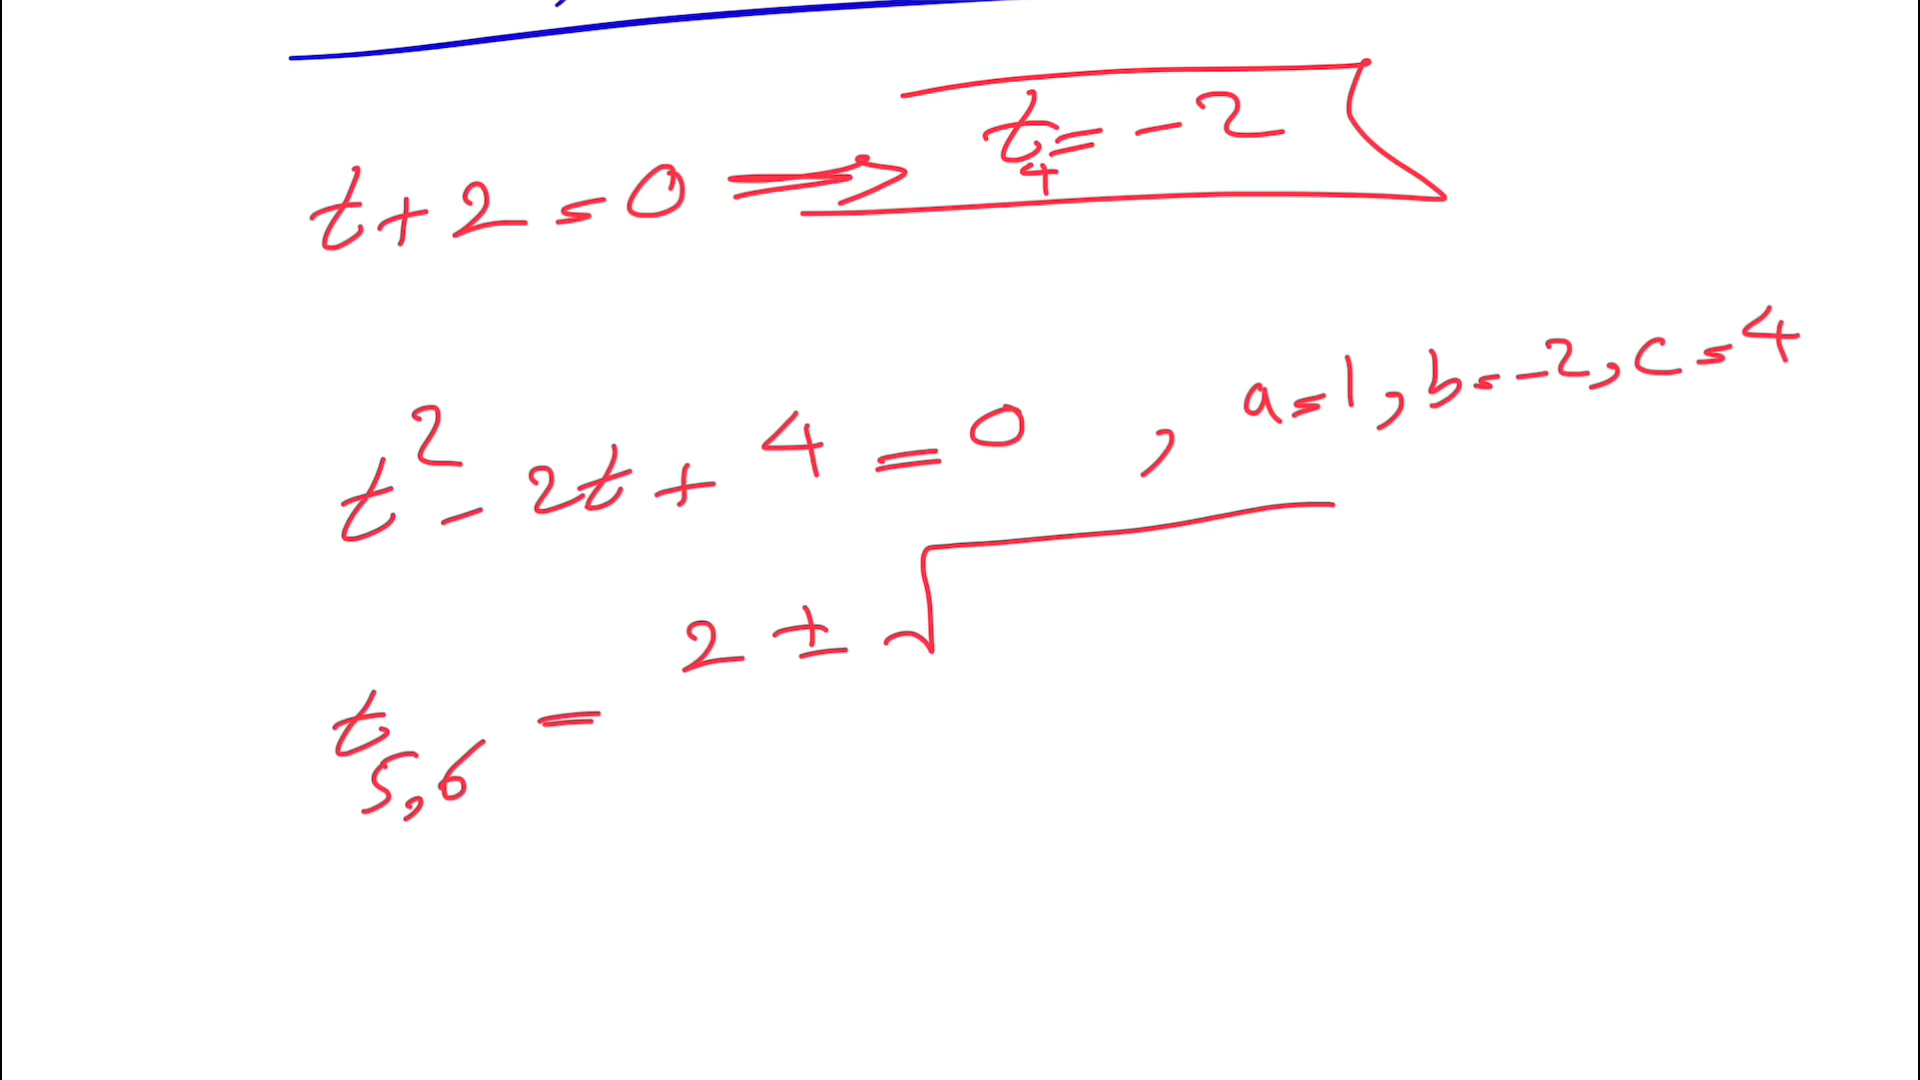 t+2=0 ⟹ t₄=-2
t²-2t+4=0 , a=1, b=-2, c=4
t₅,₆ = 2±√